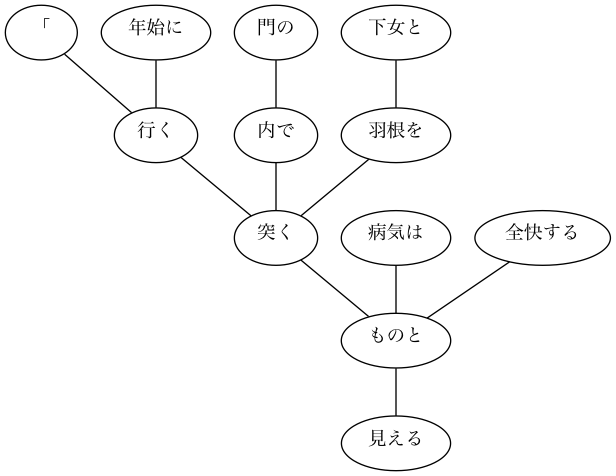 「
年始に
門の
下女と
行く
内で
羽根を
突く
病気は
全快する
ものと
見える